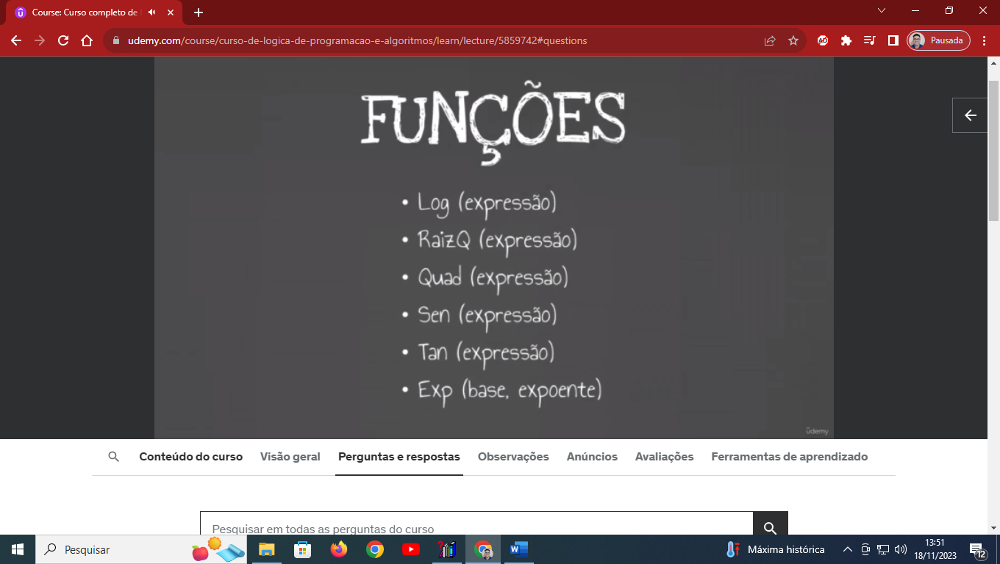 Course: Curso completo de
udemy.com/course/curso-de-logica-de-programacao-e-algoritmos/learn/lecture/5859742#questions
Pausada
FUNÇÕES
• Log (expressão)
• RaizQ (expressão)
• Quad (expressão)
• Sen (expressão)
• Tan (expressão)
• Exp (base, expoente)
udemy
Conteúdo do curso Visão geral Perguntas e respostas Observações Anúncios Avaliações Ferramentas de aprendizado
Pesquisar em todas as perguntas do curso
Pesquisar
Máxima histórica
13:51
18/11/2023
12